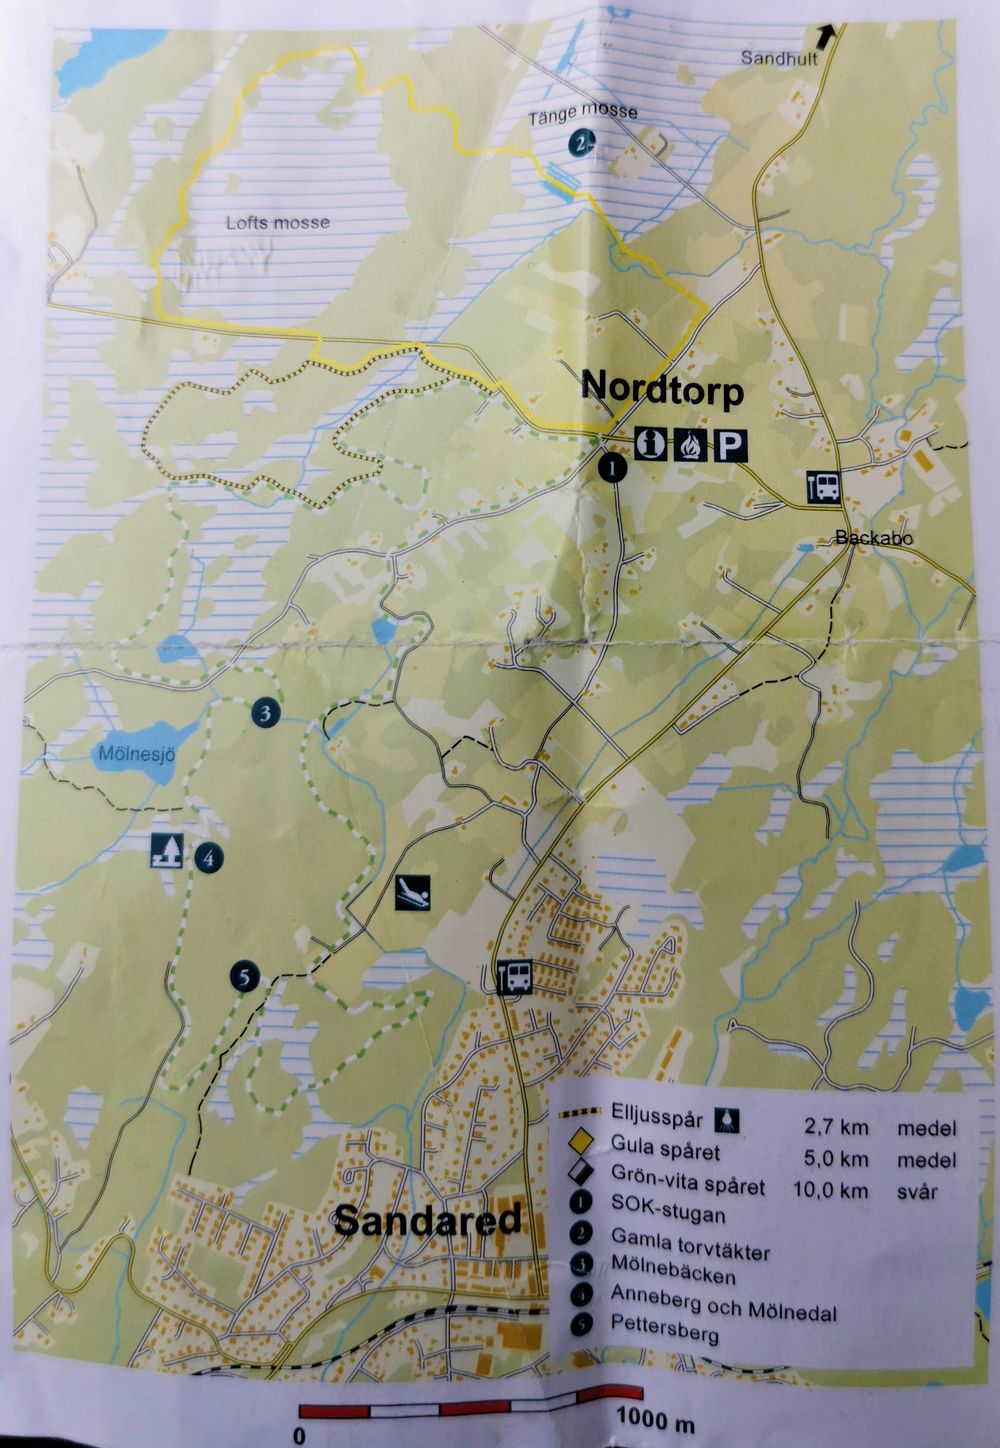 Sandhult
Tänge mosse
2
Lofts mosse
Nordtorp
i P
1
Backabo
3
Mölnesjö
4
5
Elljusspår 2,7 km medel
Gula spåret 5,0 km medel
Grön-vita spåret 10,0 km svår
1 SOK-stugan
2 Gamla torvtäkter
3 Mölnebäcken
4 Anneberg och Mölnedal
5 Pettersberg
Sandared
0 1000 m